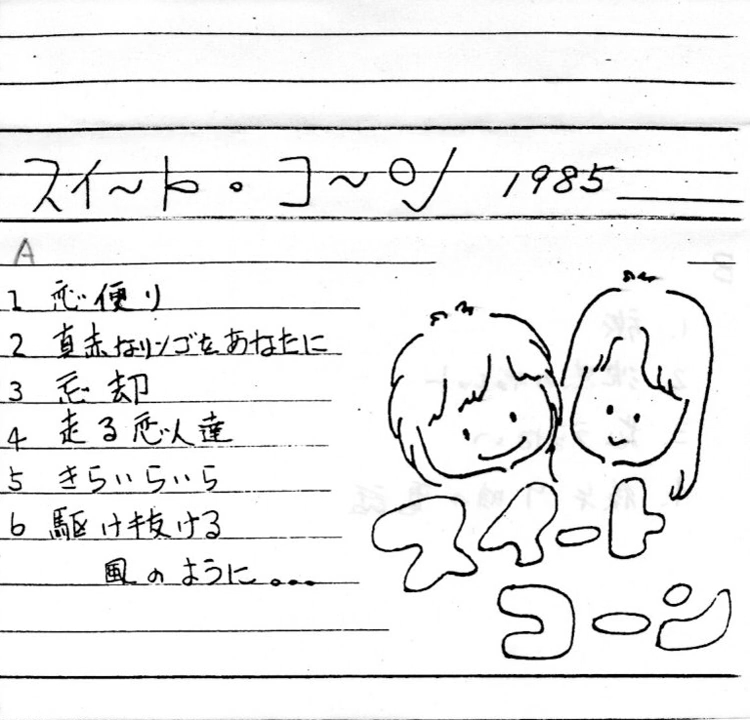 スイ〜ト・コ〜ン 1985
A
1 恋便り
2 真赤なリンゴをあなたに
3 忘却
4 走る恋人達
5 きらいらいら
6 駆け抜ける
風のように...
スイート
コーン